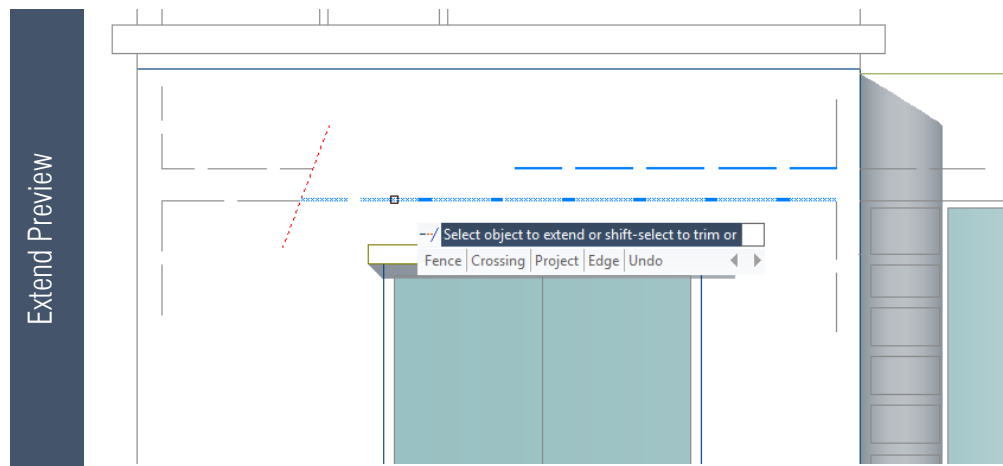 Extend Preview
Select object to extend or shift-select to trim or
Fence Crossing Project Edge Undo